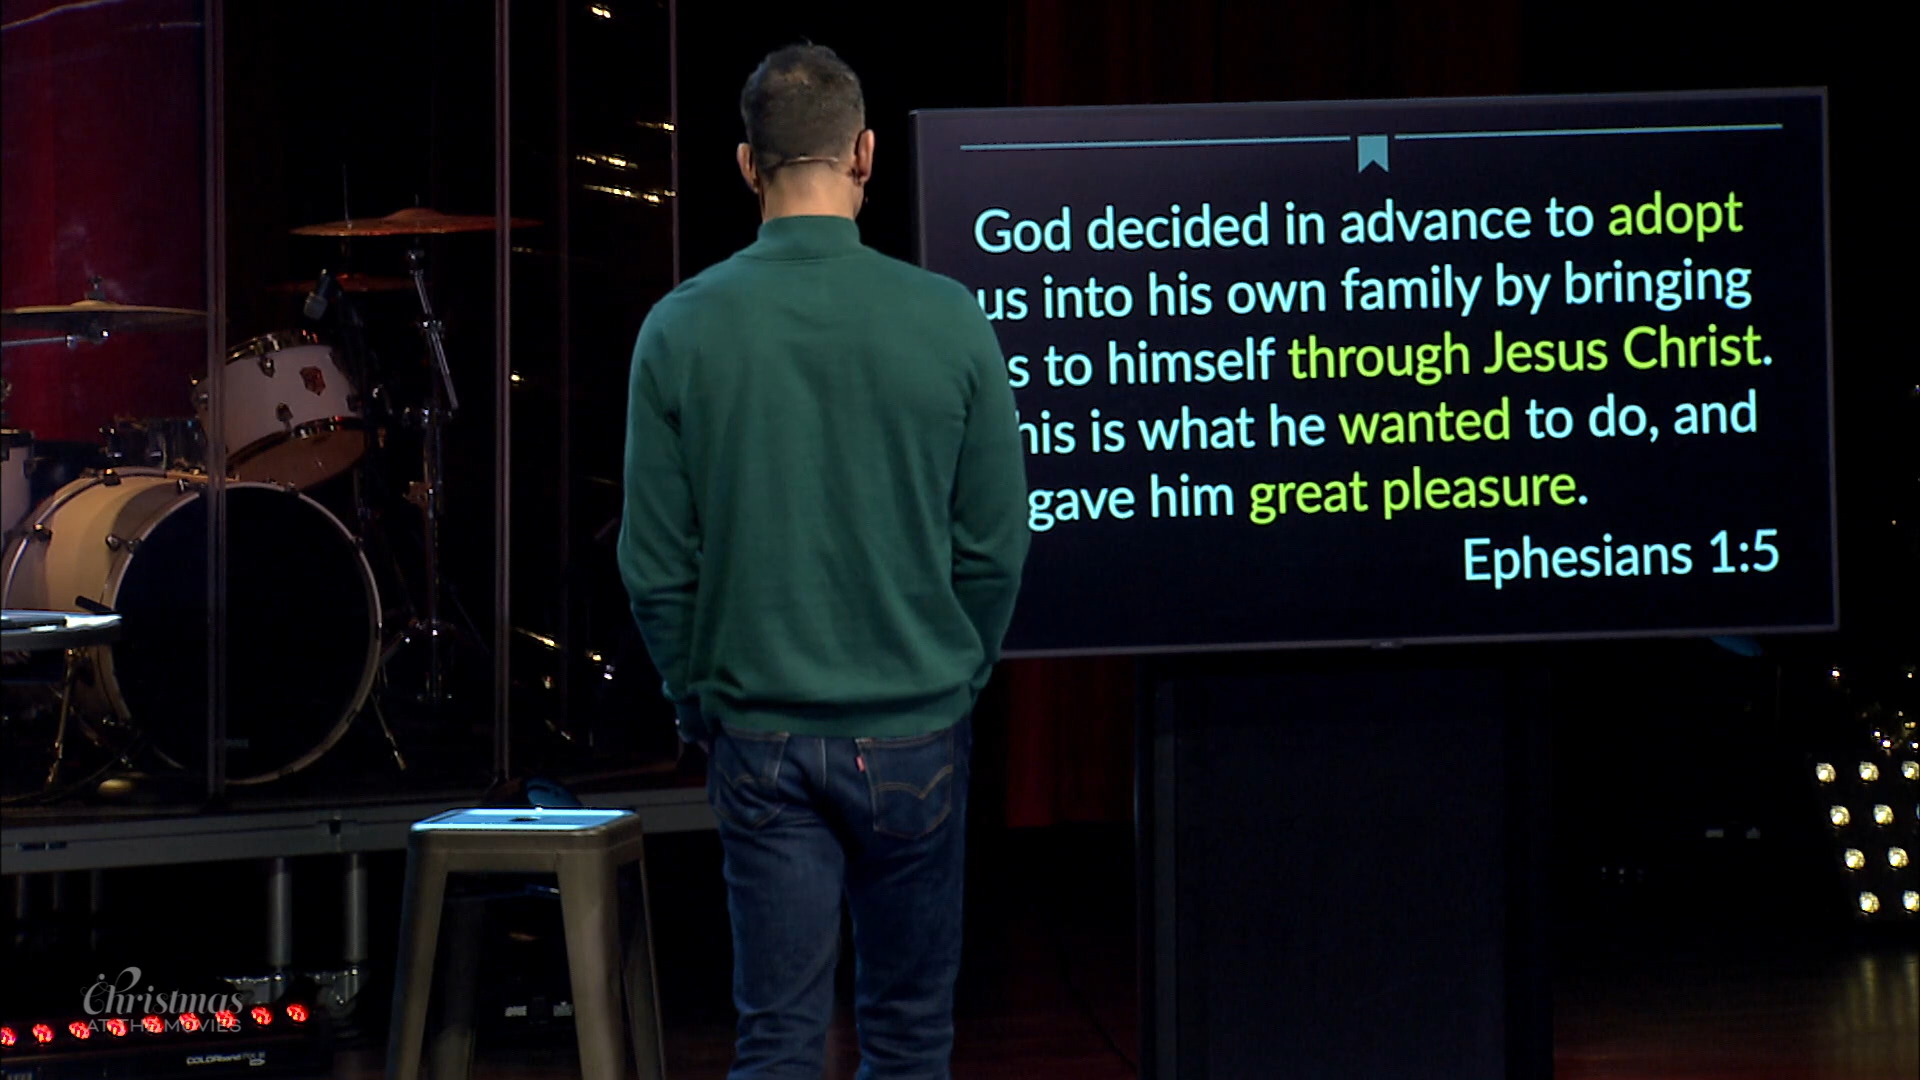 God decided in advance to adopt
us into his own family by bringing
s to himself through Jesus Christ.
his is what he wanted to do, and
gave him great pleasure.
Ephesians 1:5
Christmas
AT THE MOVIES
COLORband